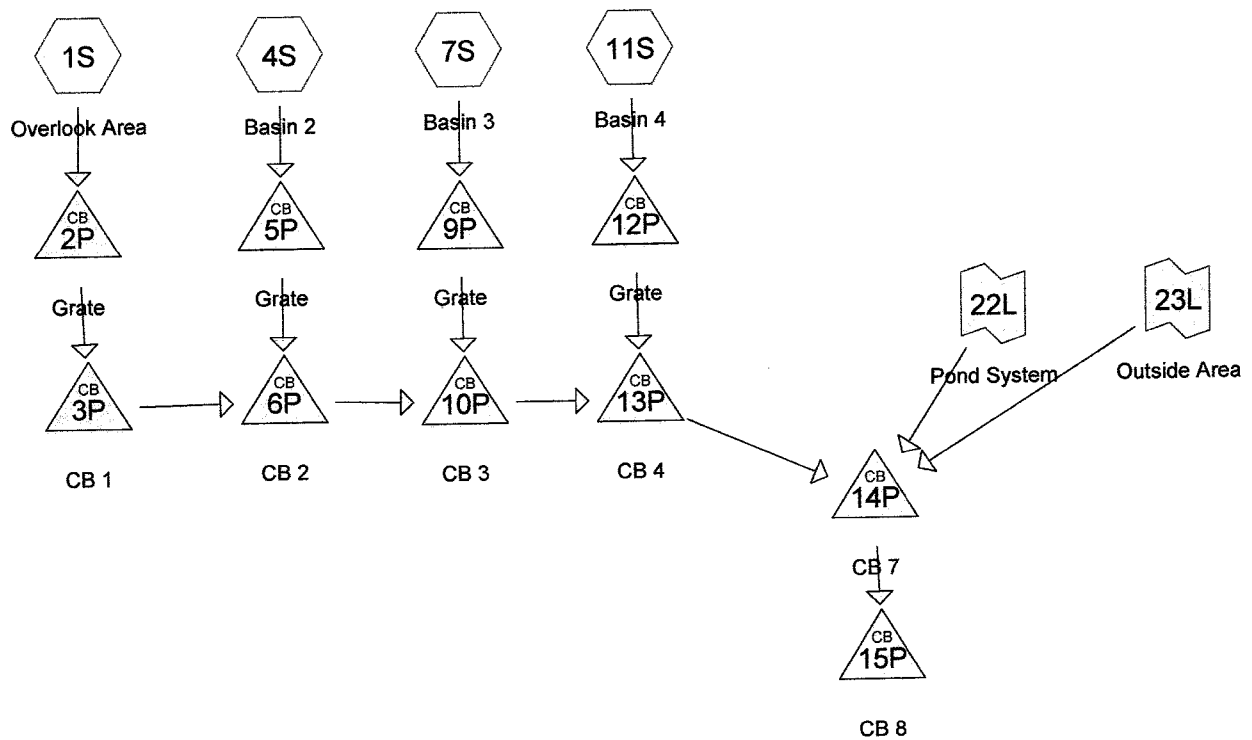 1S
4S
7S
11S
Overlook Area
Basin 2
Basin 3
Basin 4
CB
2P
CB
5P
CB
9P
CB
12P
Grate
Grate
Grate
Grate
22L
23L
Pond System
Outside Area
CB
3P
CB
6P
CB
10P
CB
13P
CB 1
CB 2
CB 3
CB 4
CB
14P
CB 7
CB
15P
CB 8